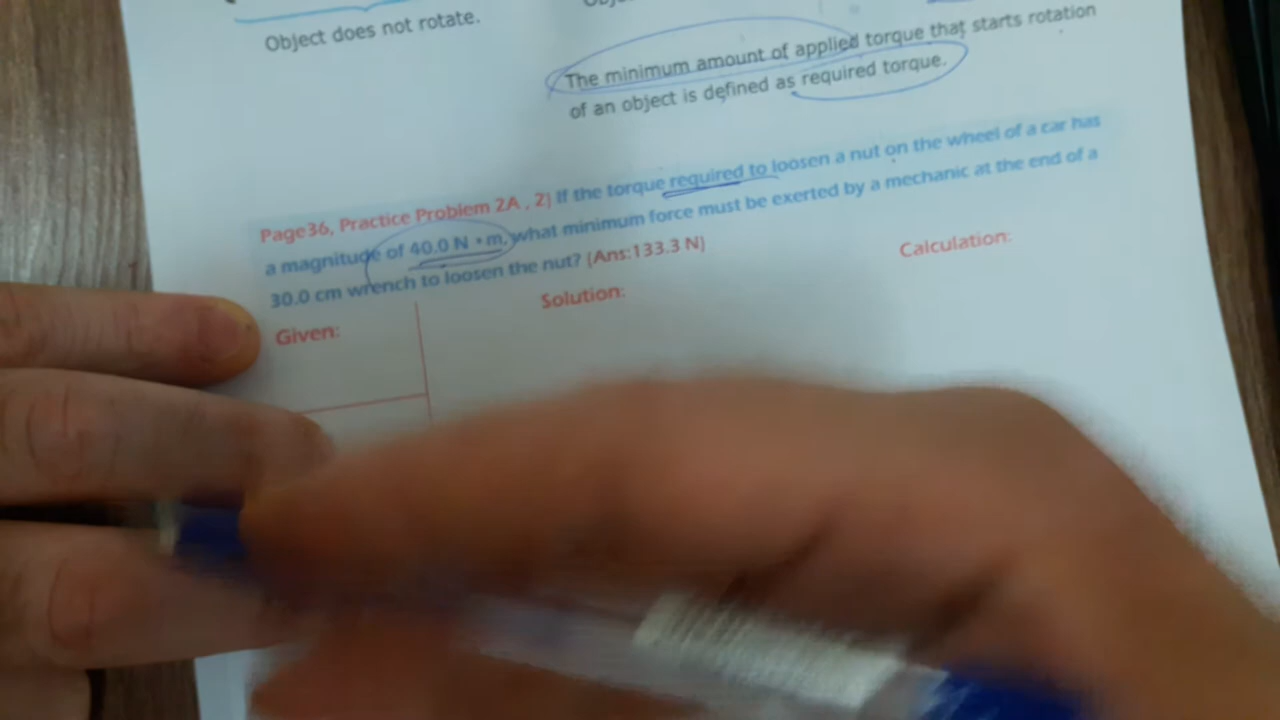 Object does not rotate.
The minimum amount of applied torque that starts rotation
of an object is defined as required torque.
Page36, Practice Problem 2A , 2) If the torque required to loosen a nut on the wheel of a car has
a magnitude of 40.0 N • m, what minimum force must be exerted by a mechanic at the end of a
30.0 cm wrench to loosen the nut? (Ans:133.3 N)
Calculation:
Solution:
Given: